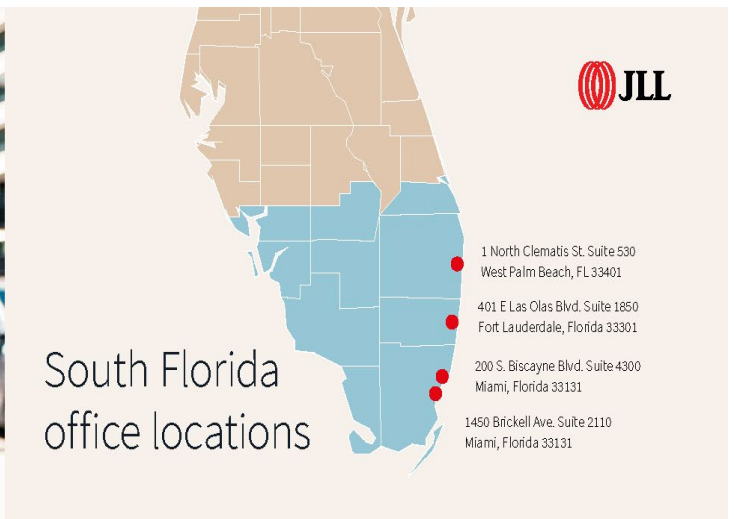 JLL
1 North Clematis St. Suite 530
West Palm Beach, FL 33401
401 E Las Olas Blvd. Suite 1850
Fort Lauderdale, Florida 33301
200 S. Biscayne Blvd. Suite 4300
Miami, Florida 33131
1450 Brickell Ave. Suite 2110
Miami, Florida 33131
South Florida
office locations